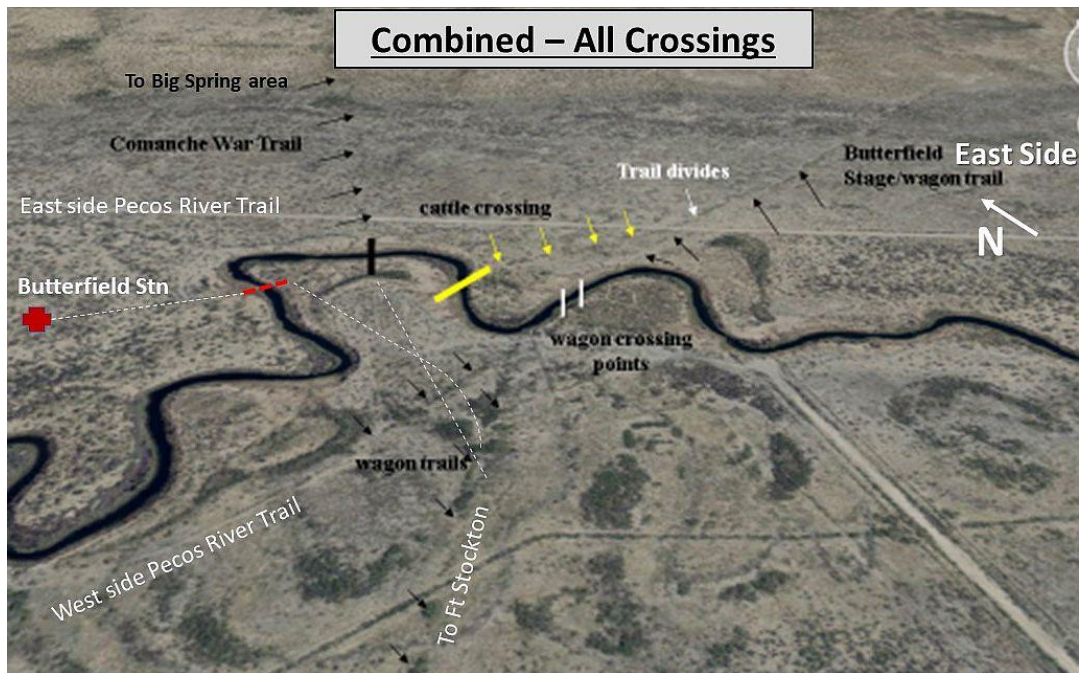 Combined – All Crossings
To Big Spring area
Comanche War Trail
Butterfield
Stage/wagon trail
East Side
Trail divides
East side Pecos River Trail
cattle crossing
N
Butterfield Stn
wagon crossing
points
wagon trails
West side Pecos River Trail
To Ft Stockton